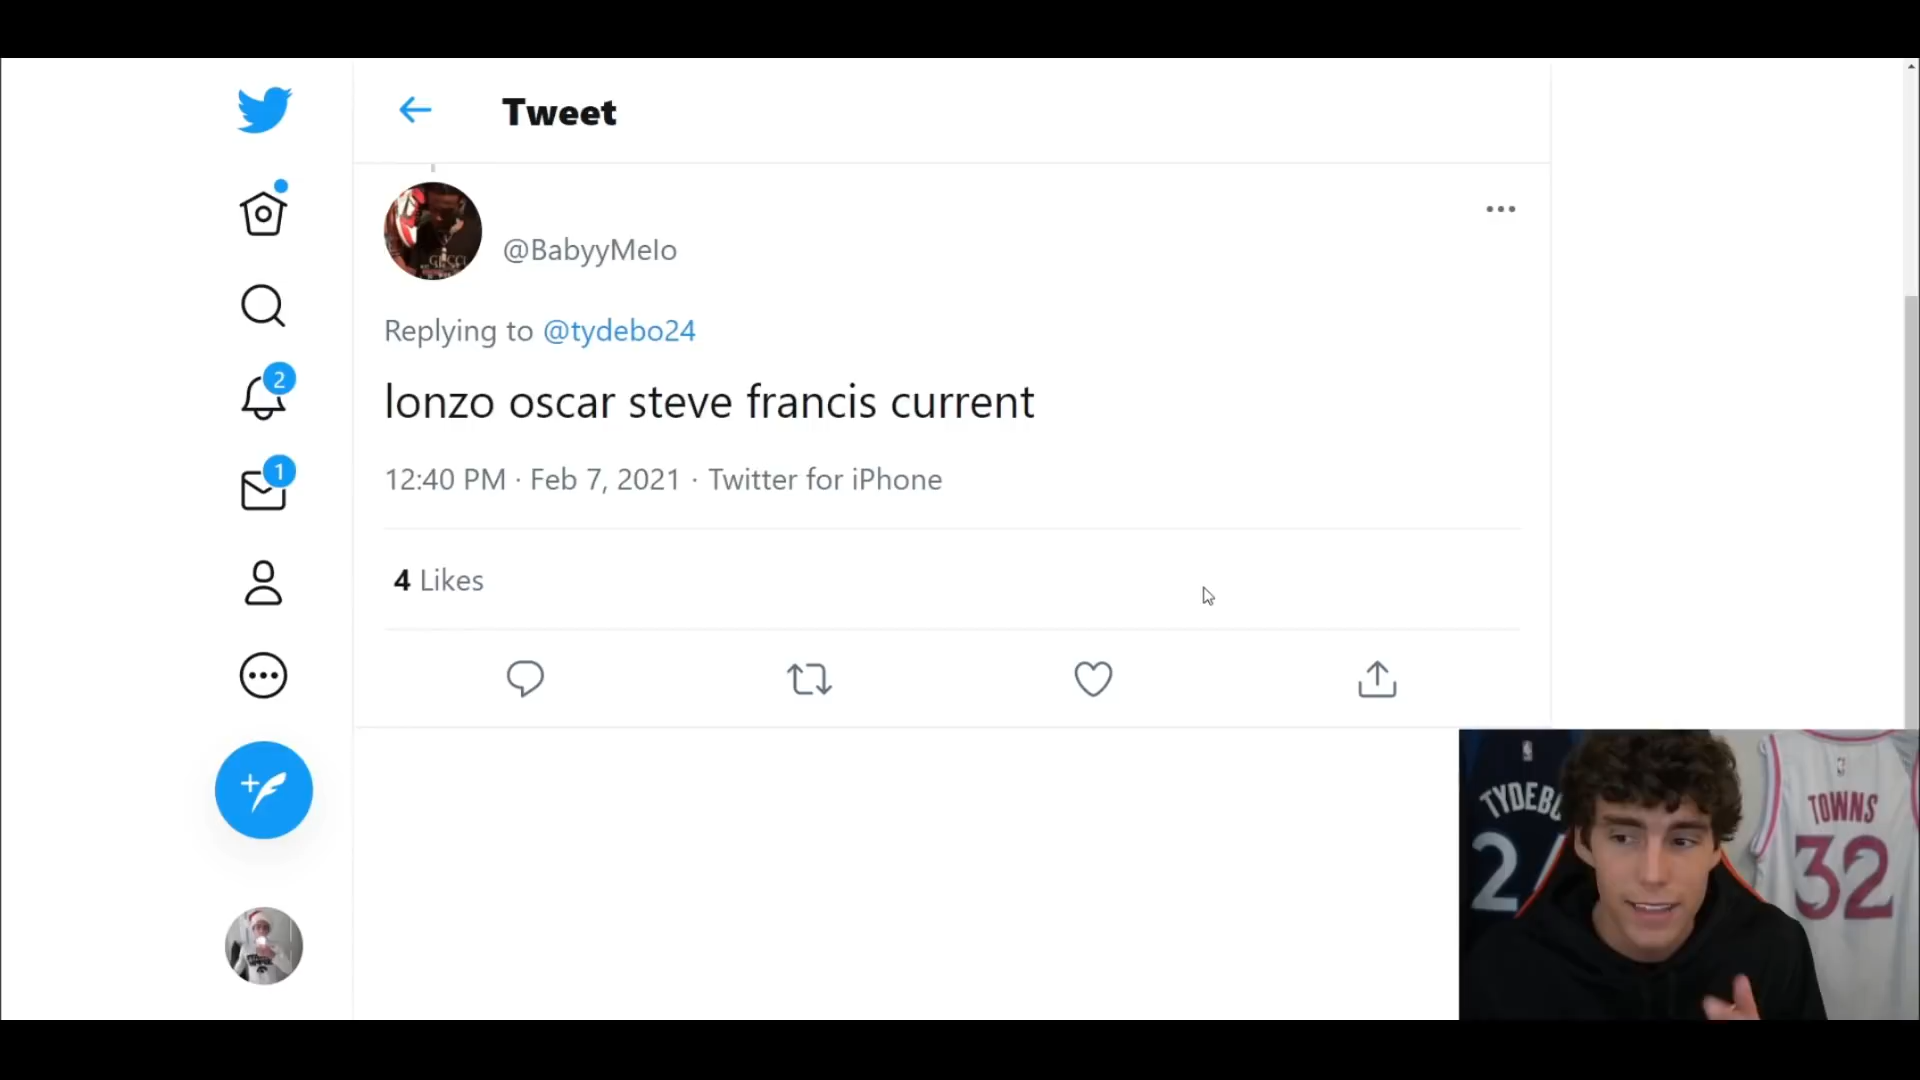 Tweet
@BabyyMelo
Replying to @tydebo24
lonzo oscar steve francis current
12:40 PM · Feb 7, 2021 · Twitter for iPhone
4 Likes
2
1
TOWNS
32